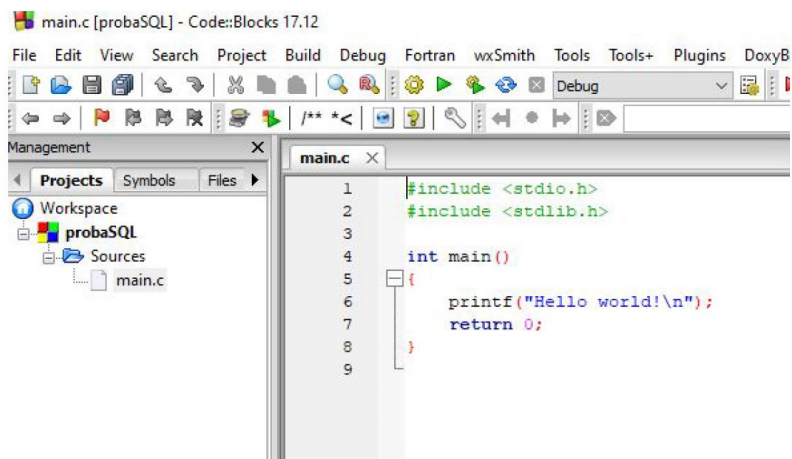 main.c [probaSQL] - Code::Blocks 17.12
File Edit View Search Project Build Debug Fortran wxSmith Tools Tools+ Plugins DoxyB
Debug
/** *<
Management
Projects Symbols Files
Workspace
probaSQL
Sources
main.c
main.c
1 #include <stdio.h>
2 #include <stdlib.h>
3
4 int main()
5 {
6 printf("Hello world!\n");
7 return 0;
8 }
9